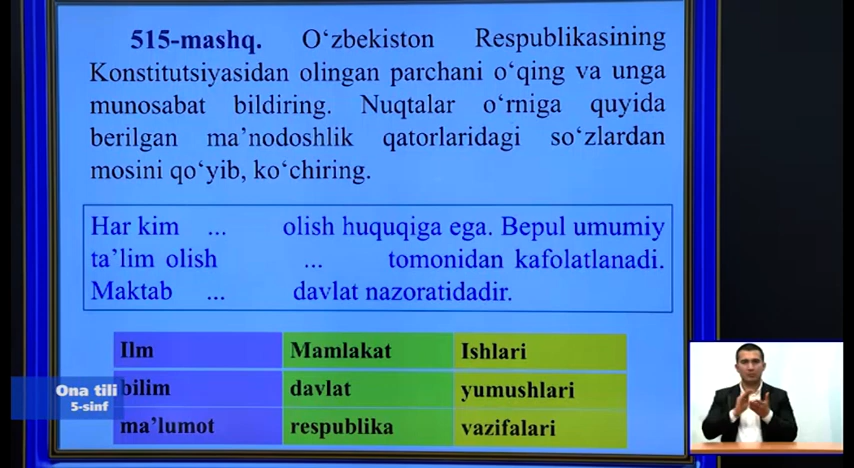 515-mashq. O‘zbekiston Respublikasining
Konstitutsiyasidan olingan parchani o‘qing va unga
munosabat bildiring. Nuqtalar o‘rniga quyida
berilgan ma’nodoshlik qatorlaridagi so‘zlardan
mosini qo‘yib, ko‘chiring.
Har kim ... olish huquqiga ega. Bepul umumiy
ta’lim olish ... tomonidan kafolatlanadi.
Maktab ... davlat nazoratidadir.
Ilm Mamlakat Ishlari
bilim davlat yumushlari
ma’lumot respublika vazifalari
Ona tili
5-sinf